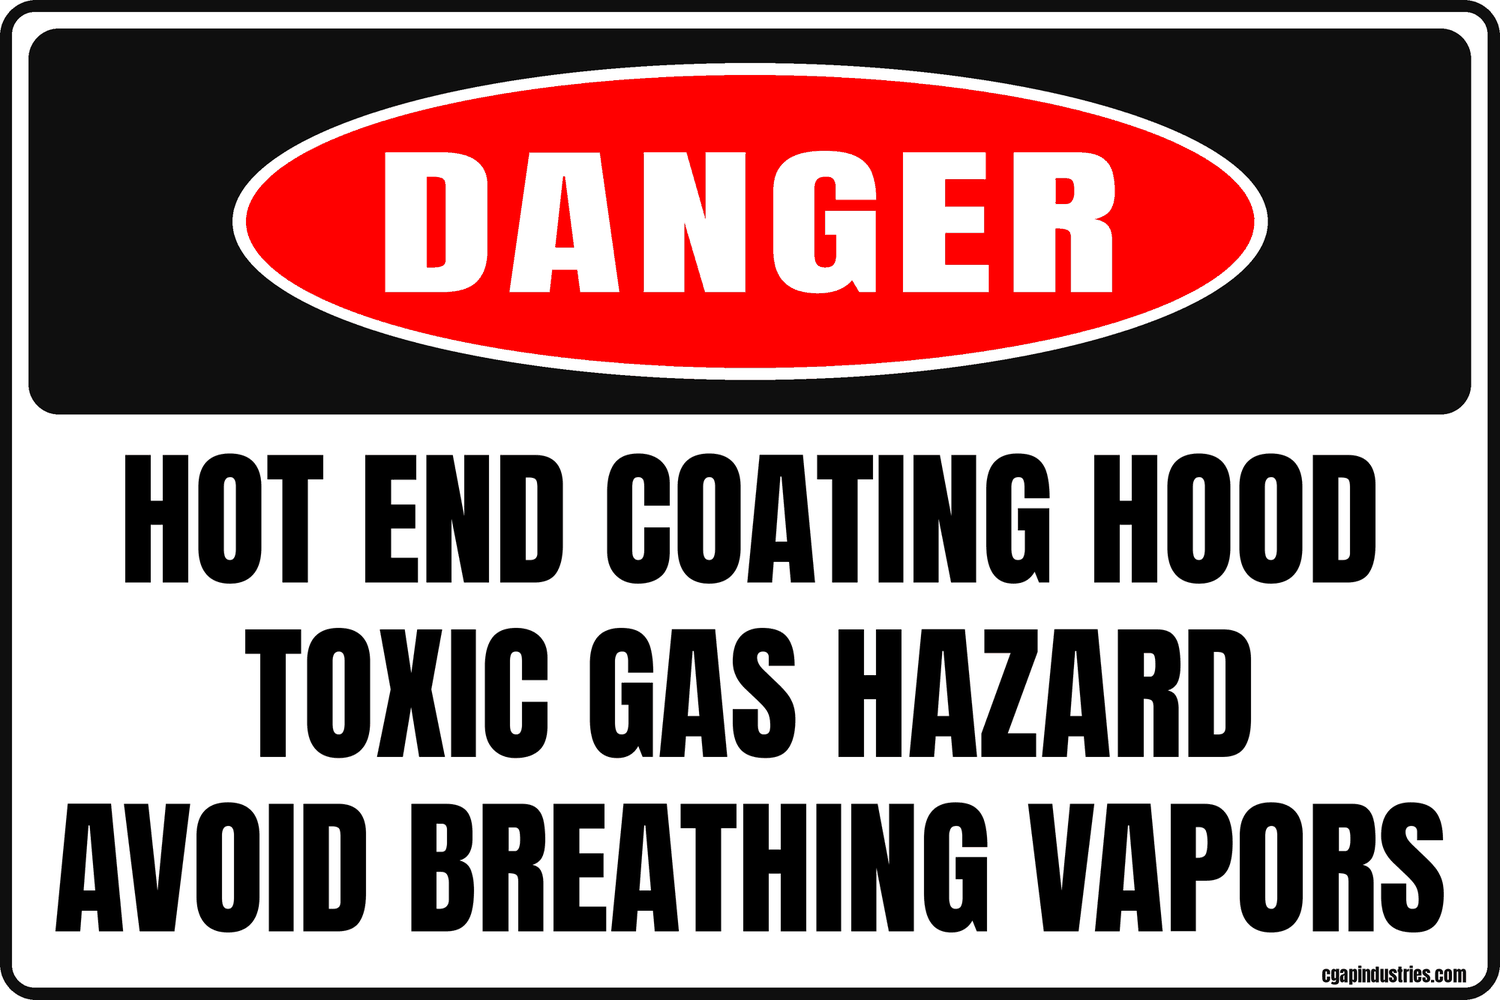 DANGER
HOT END COATING HOOD
TOXIC GAS HAZARD
AVOID BREATHING VAPORS
cgapindustries.com